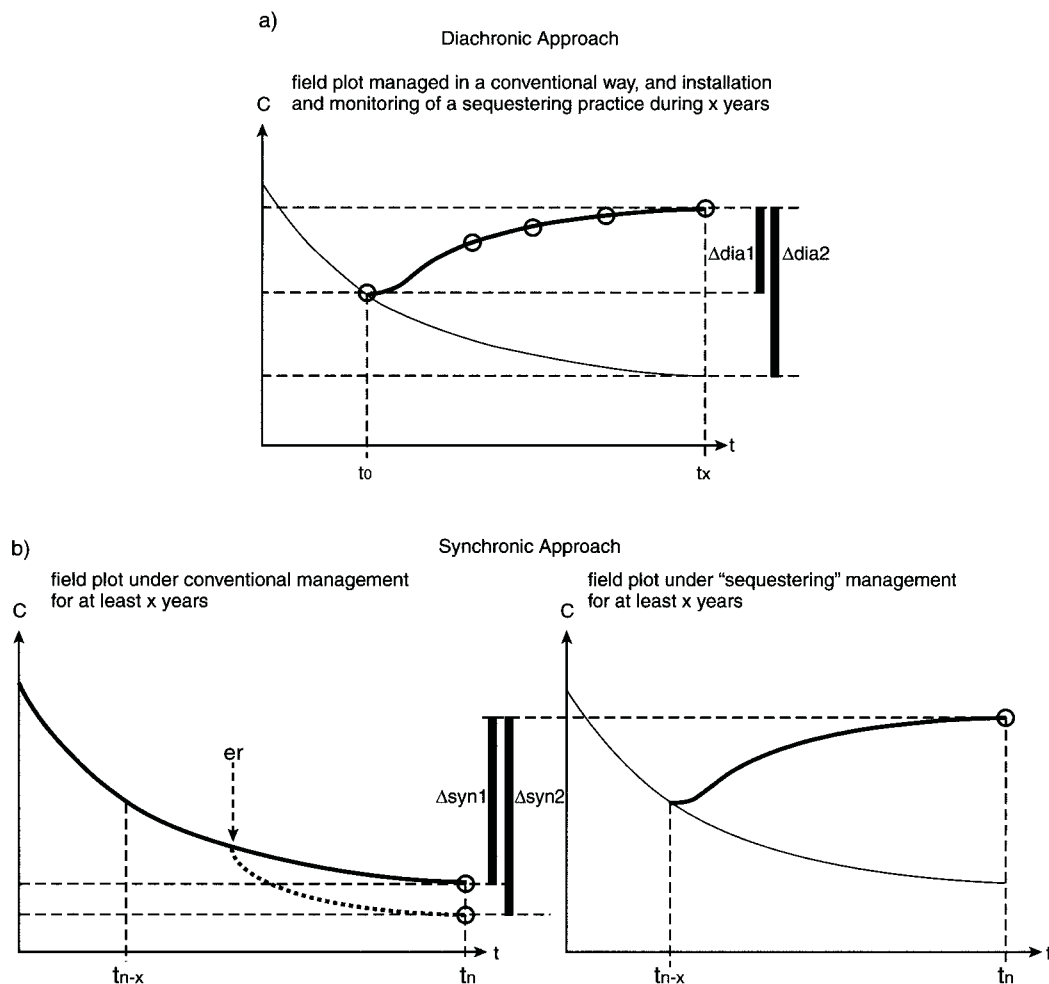 a)
Diachronic Approach
field plot managed in a conventional way, and installation
and monitoring of a sequestering practice during x years
C
Δdia1
Δdia2
t
t0
tx
b)
Synchronic Approach
field plot under conventional management
for at least x years
C
er
Δsyn1
Δsyn2
t
tn-x
tn
field plot under “sequestering” management
for at least x years
C
t
tn-x
tn